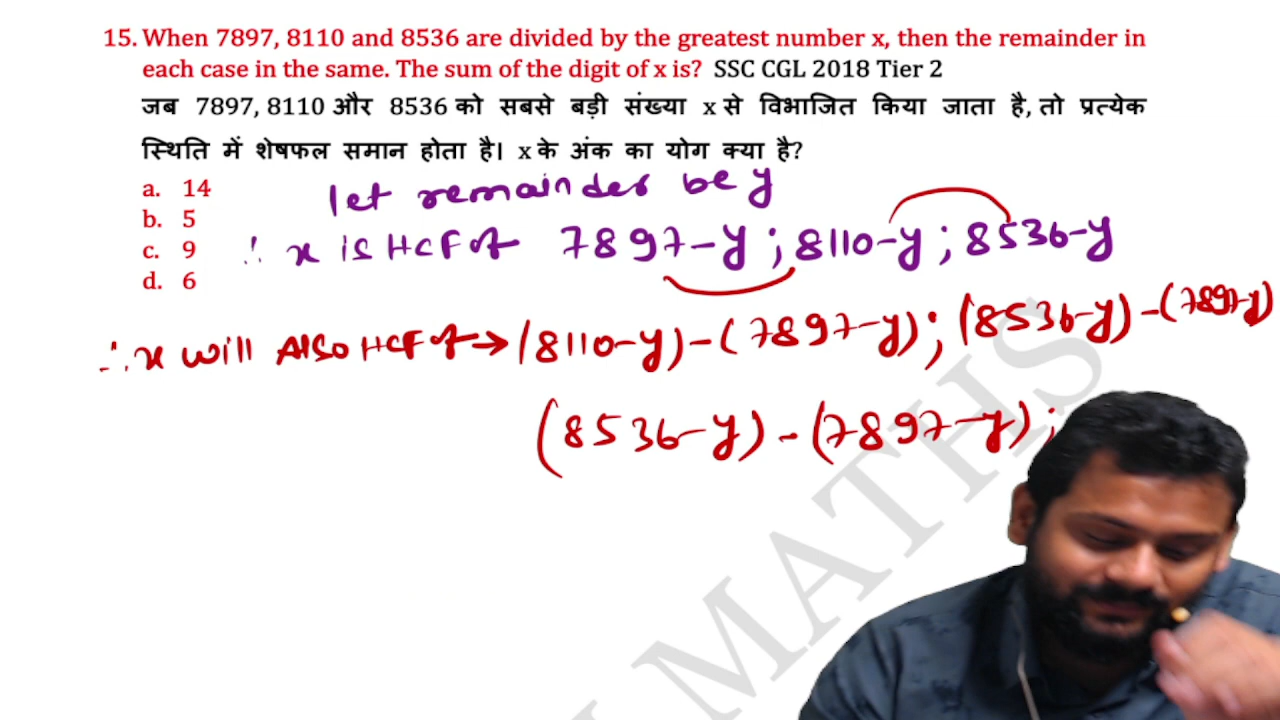 15. When 7897, 8110 and 8536 are divided by the greatest number x, then the remainder in
each case in the same. The sum of the digit of x is? SSC CGL 2018 Tier 2
जब 7897, 8110 और 8536 को सबसे बड़ी संख्या x से विभाजित किया जाता है, तो प्रत्येक
स्थिति में शेषफल समान होता है। x के अंक का योग क्या है?
a. 14
let remainder be y
b. 5
c. 9
∴ x is HCF of 7897-y ; 8110-y ; 8536-y
d. 6
∴ x will Also HCF of → (8110-y)-(7897-y); (8536-y)-(7897-y)
(8536-y)-(7897-y);
MATHS